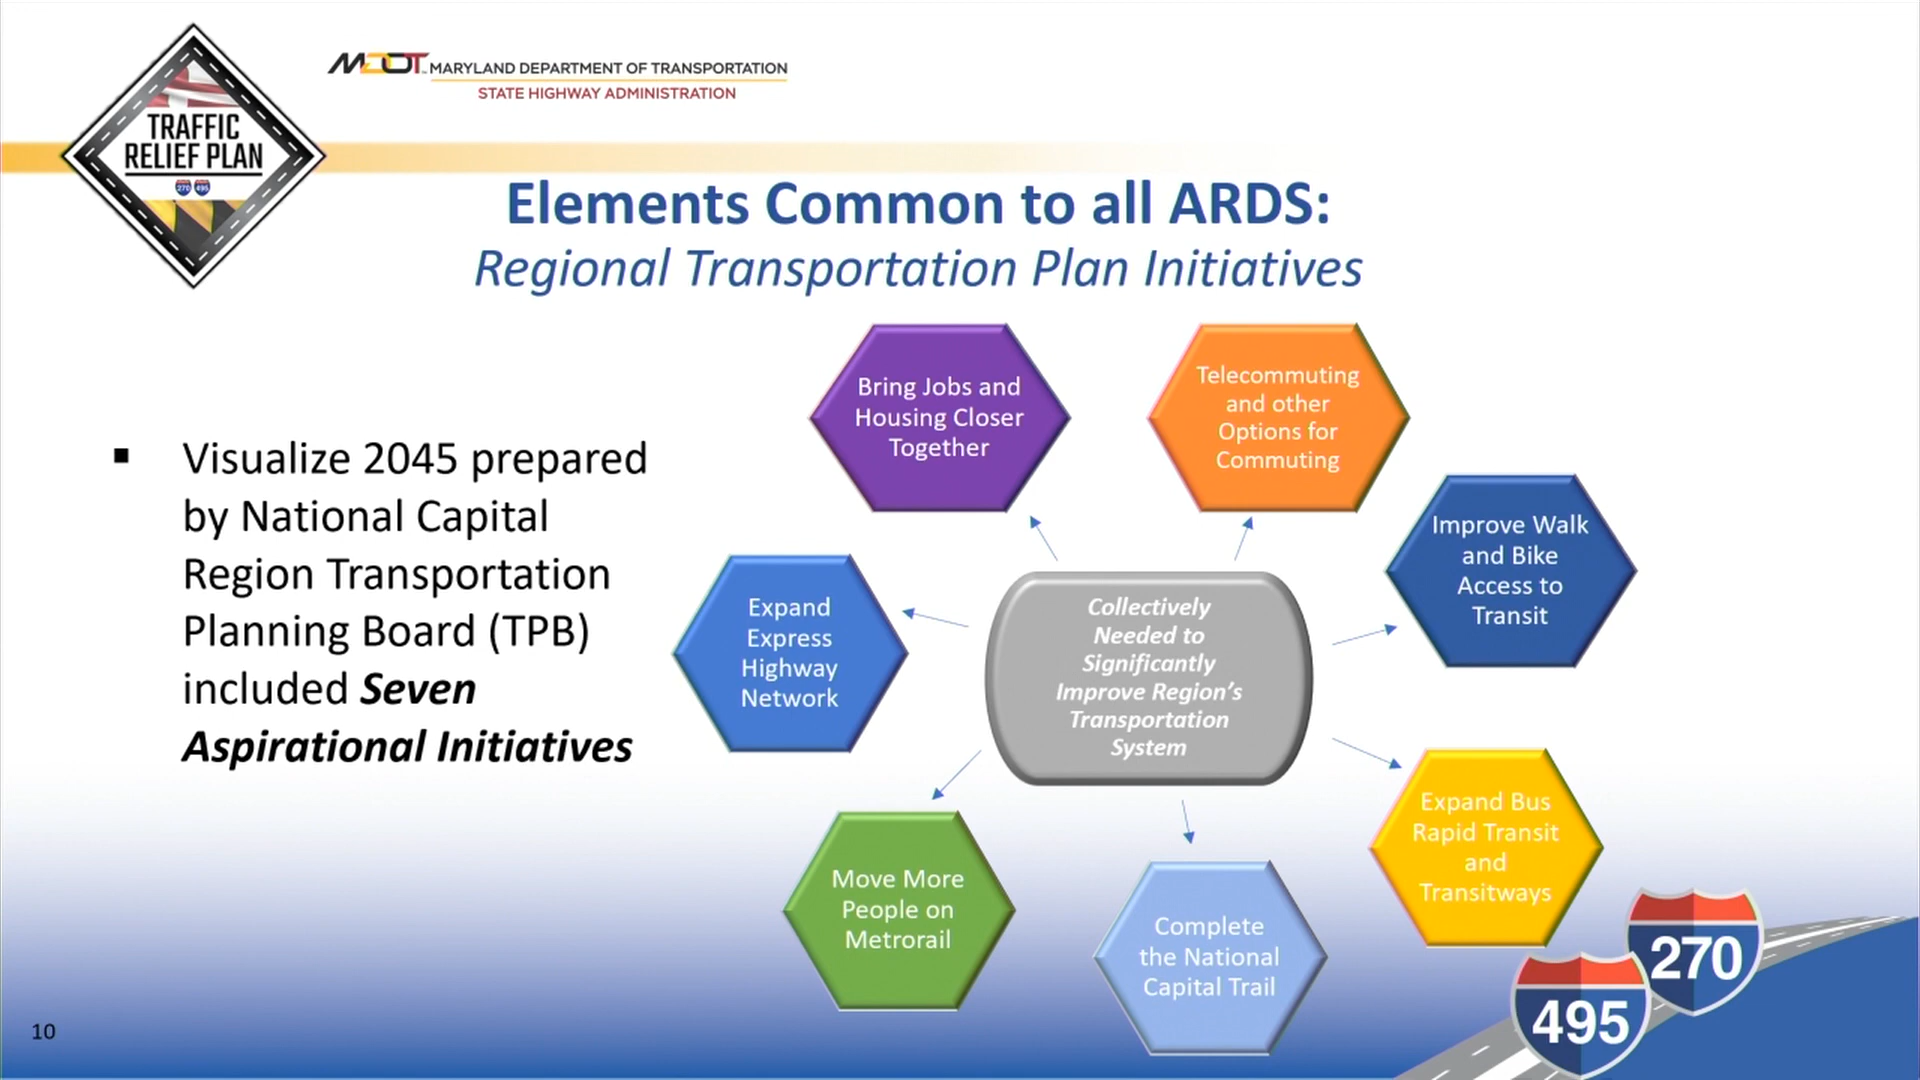 MDOT MARYLAND DEPARTMENT OF TRANSPORTATION
STATE HIGHWAY ADMINISTRATION
TRAFFIC
RELIEF PLAN
270 495
Elements Common to all ARDS:
Regional Transportation Plan Initiatives
▪ Visualize 2045 prepared
by National Capital
Region Transportation
Planning Board (TPB)
included Seven
Aspirational Initiatives
Bring Jobs and
Housing Closer
Together
Telecommuting
and other
Options for
Commuting
Improve Walk
and Bike
Access to
Transit
Expand
Express
Highway
Network
Collectively
Needed to
Significantly
Improve Region's
Transportation
System
Expand Bus
Rapid Transit
and
Transitways
Move More
People on
Metrorail
Complete
the National
Capital Trail
270
495
10